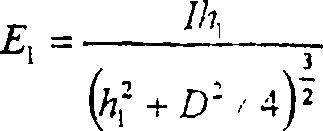 E₁ = Ih₁ / (h₁² + D² / 4)^(3/2)